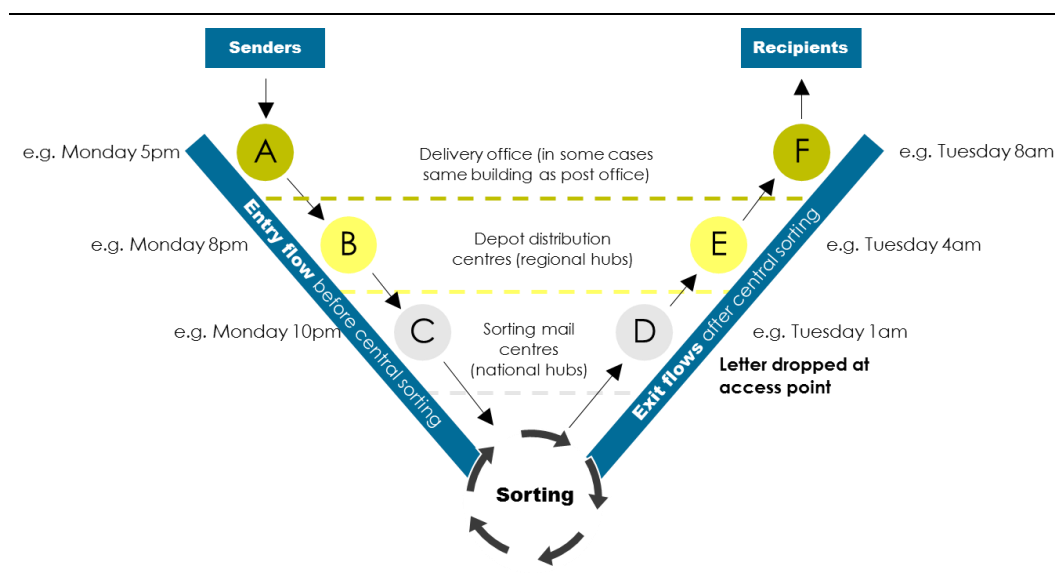 Senders
Recipients
e.g. Monday 5pm
A
Delivery office (in some cases
same building as post office)
F
e.g. Tuesday 8am
e.g. Monday 8pm
B
Depot distribution
centres (regional hubs)
E
e.g. Tuesday 4am
e.g. Monday 10pm
C
Sorting mail
centres
(national hubs)
D
e.g. Tuesday 1am
Letter dropped at
access point
Entry flow before central sorting
Exit flows after central sorting
Sorting